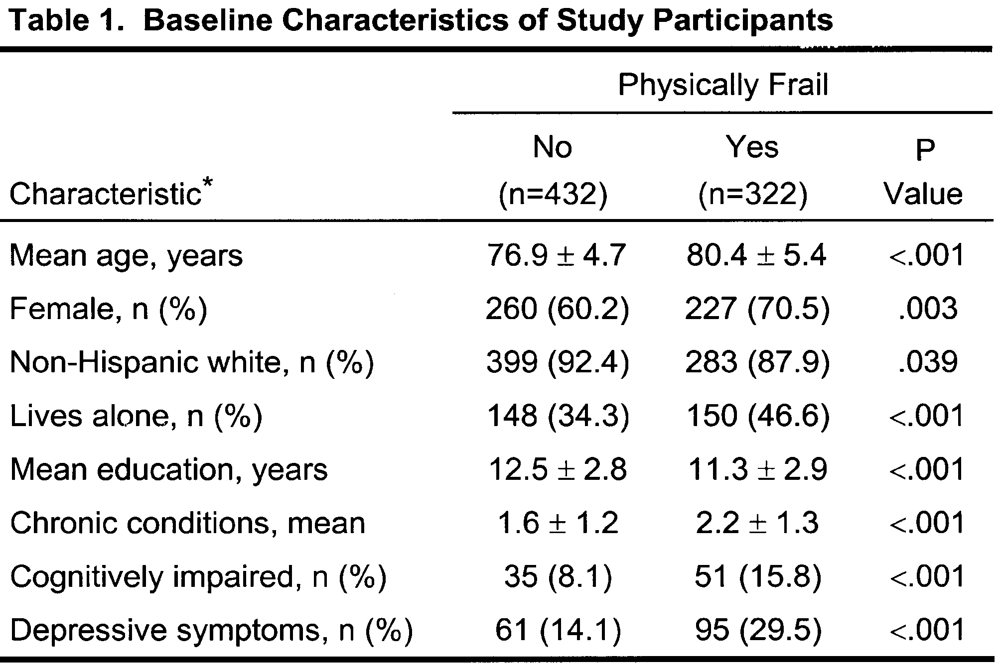 Table 1. Baseline Characteristics of Study Participants
Physically Frail
No Yes P
Characteristic* (n=432) (n=322) Value
Mean age, years 76.9 ± 4.7 80.4 ± 5.4 <.001
Female, n (%) 260 (60.2) 227 (70.5) .003
Non-Hispanic white, n (%) 399 (92.4) 283 (87.9) .039
Lives alone, n (%) 148 (34.3) 150 (46.6) <.001
Mean education, years 12.5 ± 2.8 11.3 ± 2.9 <.001
Chronic conditions, mean 1.6 ± 1.2 2.2 ± 1.3 <.001
Cognitively impaired, n (%) 35 (8.1) 51 (15.8) <.001
Depressive symptoms, n (%) 61 (14.1) 95 (29.5) <.001